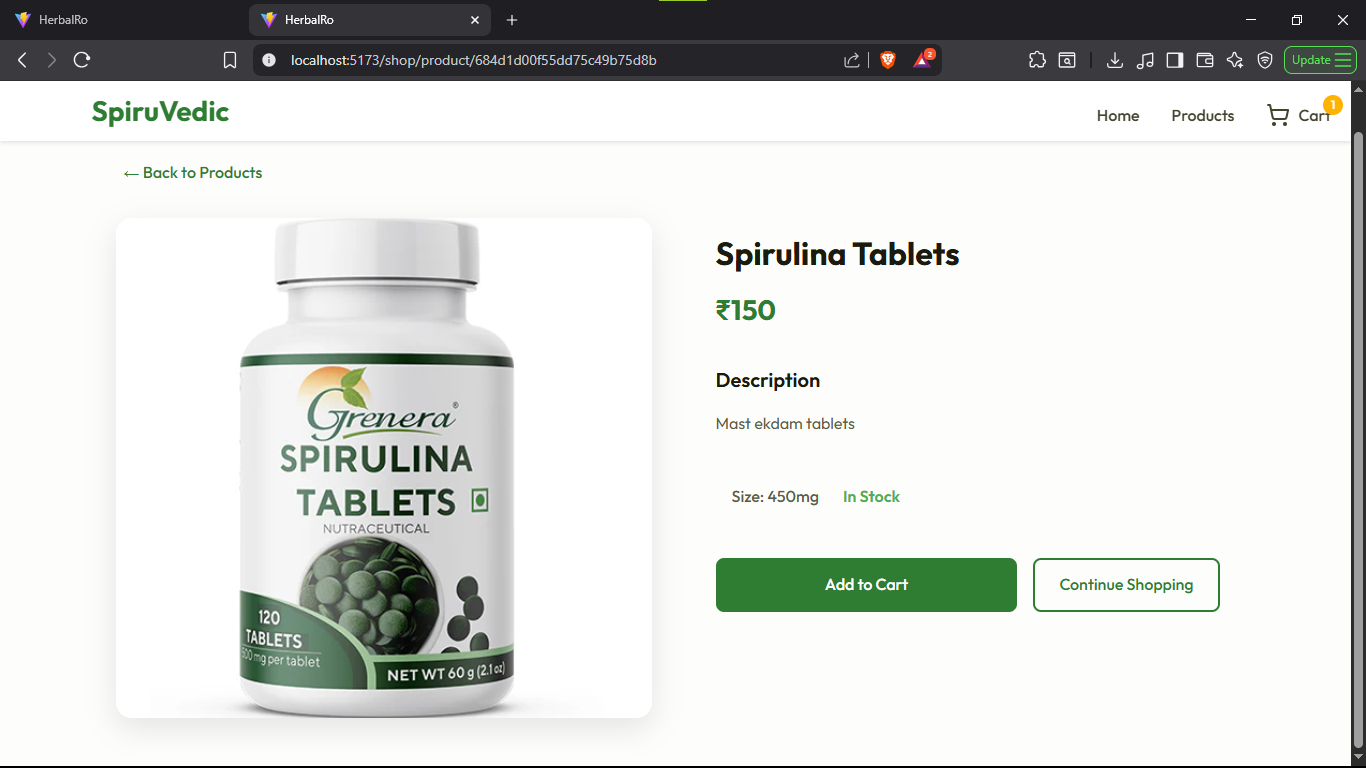 HerbalRo
HerbalRo
localhost:5173/shop/product/684d1d00f55dd75c49b75d8b
2
Update
SpiruVedic
Home
Products
Cart
1
← Back to Products
Grenera®
SPIRULINA
TABLETS
NUTRACEUTICAL
120
TABLETS
500 mg per tablet
NET WT 60 g (2.1 oz)
Spirulina Tablets
₹150
Description
Mast ekdam tablets
Size: 450mg
In Stock
Add to Cart
Continue Shopping